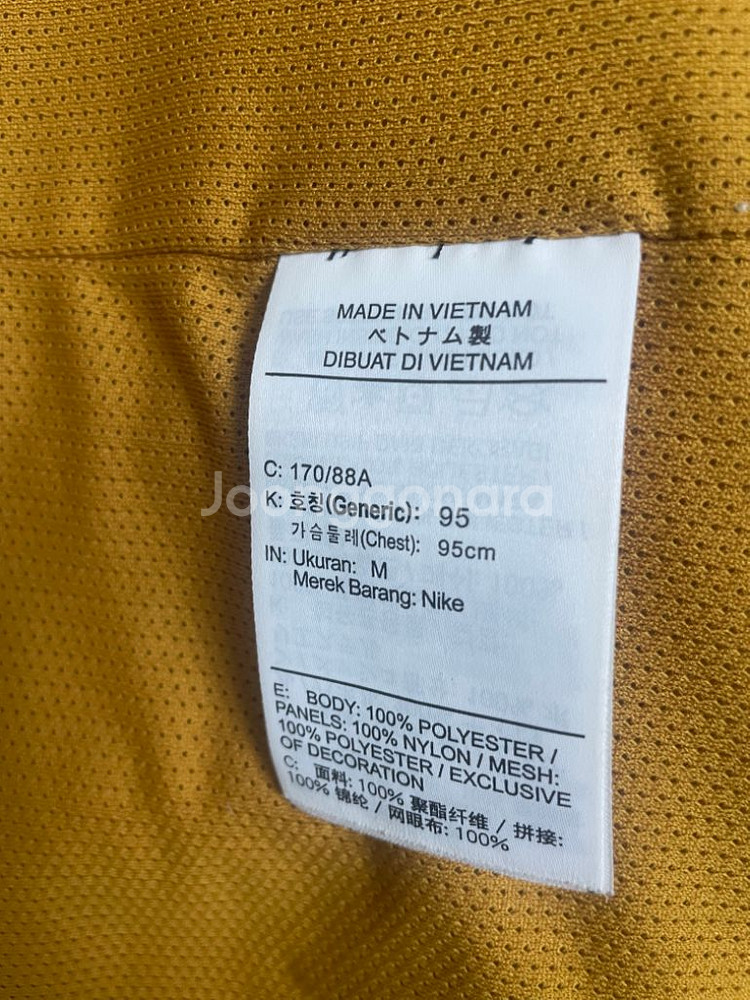 MADE IN VIETNAM
ベトナム製
DIBUAT DI VIETNAM
C: 170/88A
K: 호칭(Generic): 95
가슴둘레(Chest): 95cm
IN: Ukuran: M
Merek Barang: Nike
E: BODY: 100% POLYESTER /
PANELS: 100% NYLON / MESH:
100% POLYESTER / EXCLUSIVE
OF DECORATION
C: 面料: 100% 聚酯纤维 / 拼接:
100% 锦纶 / 网眼布: 100%
Joonggonara